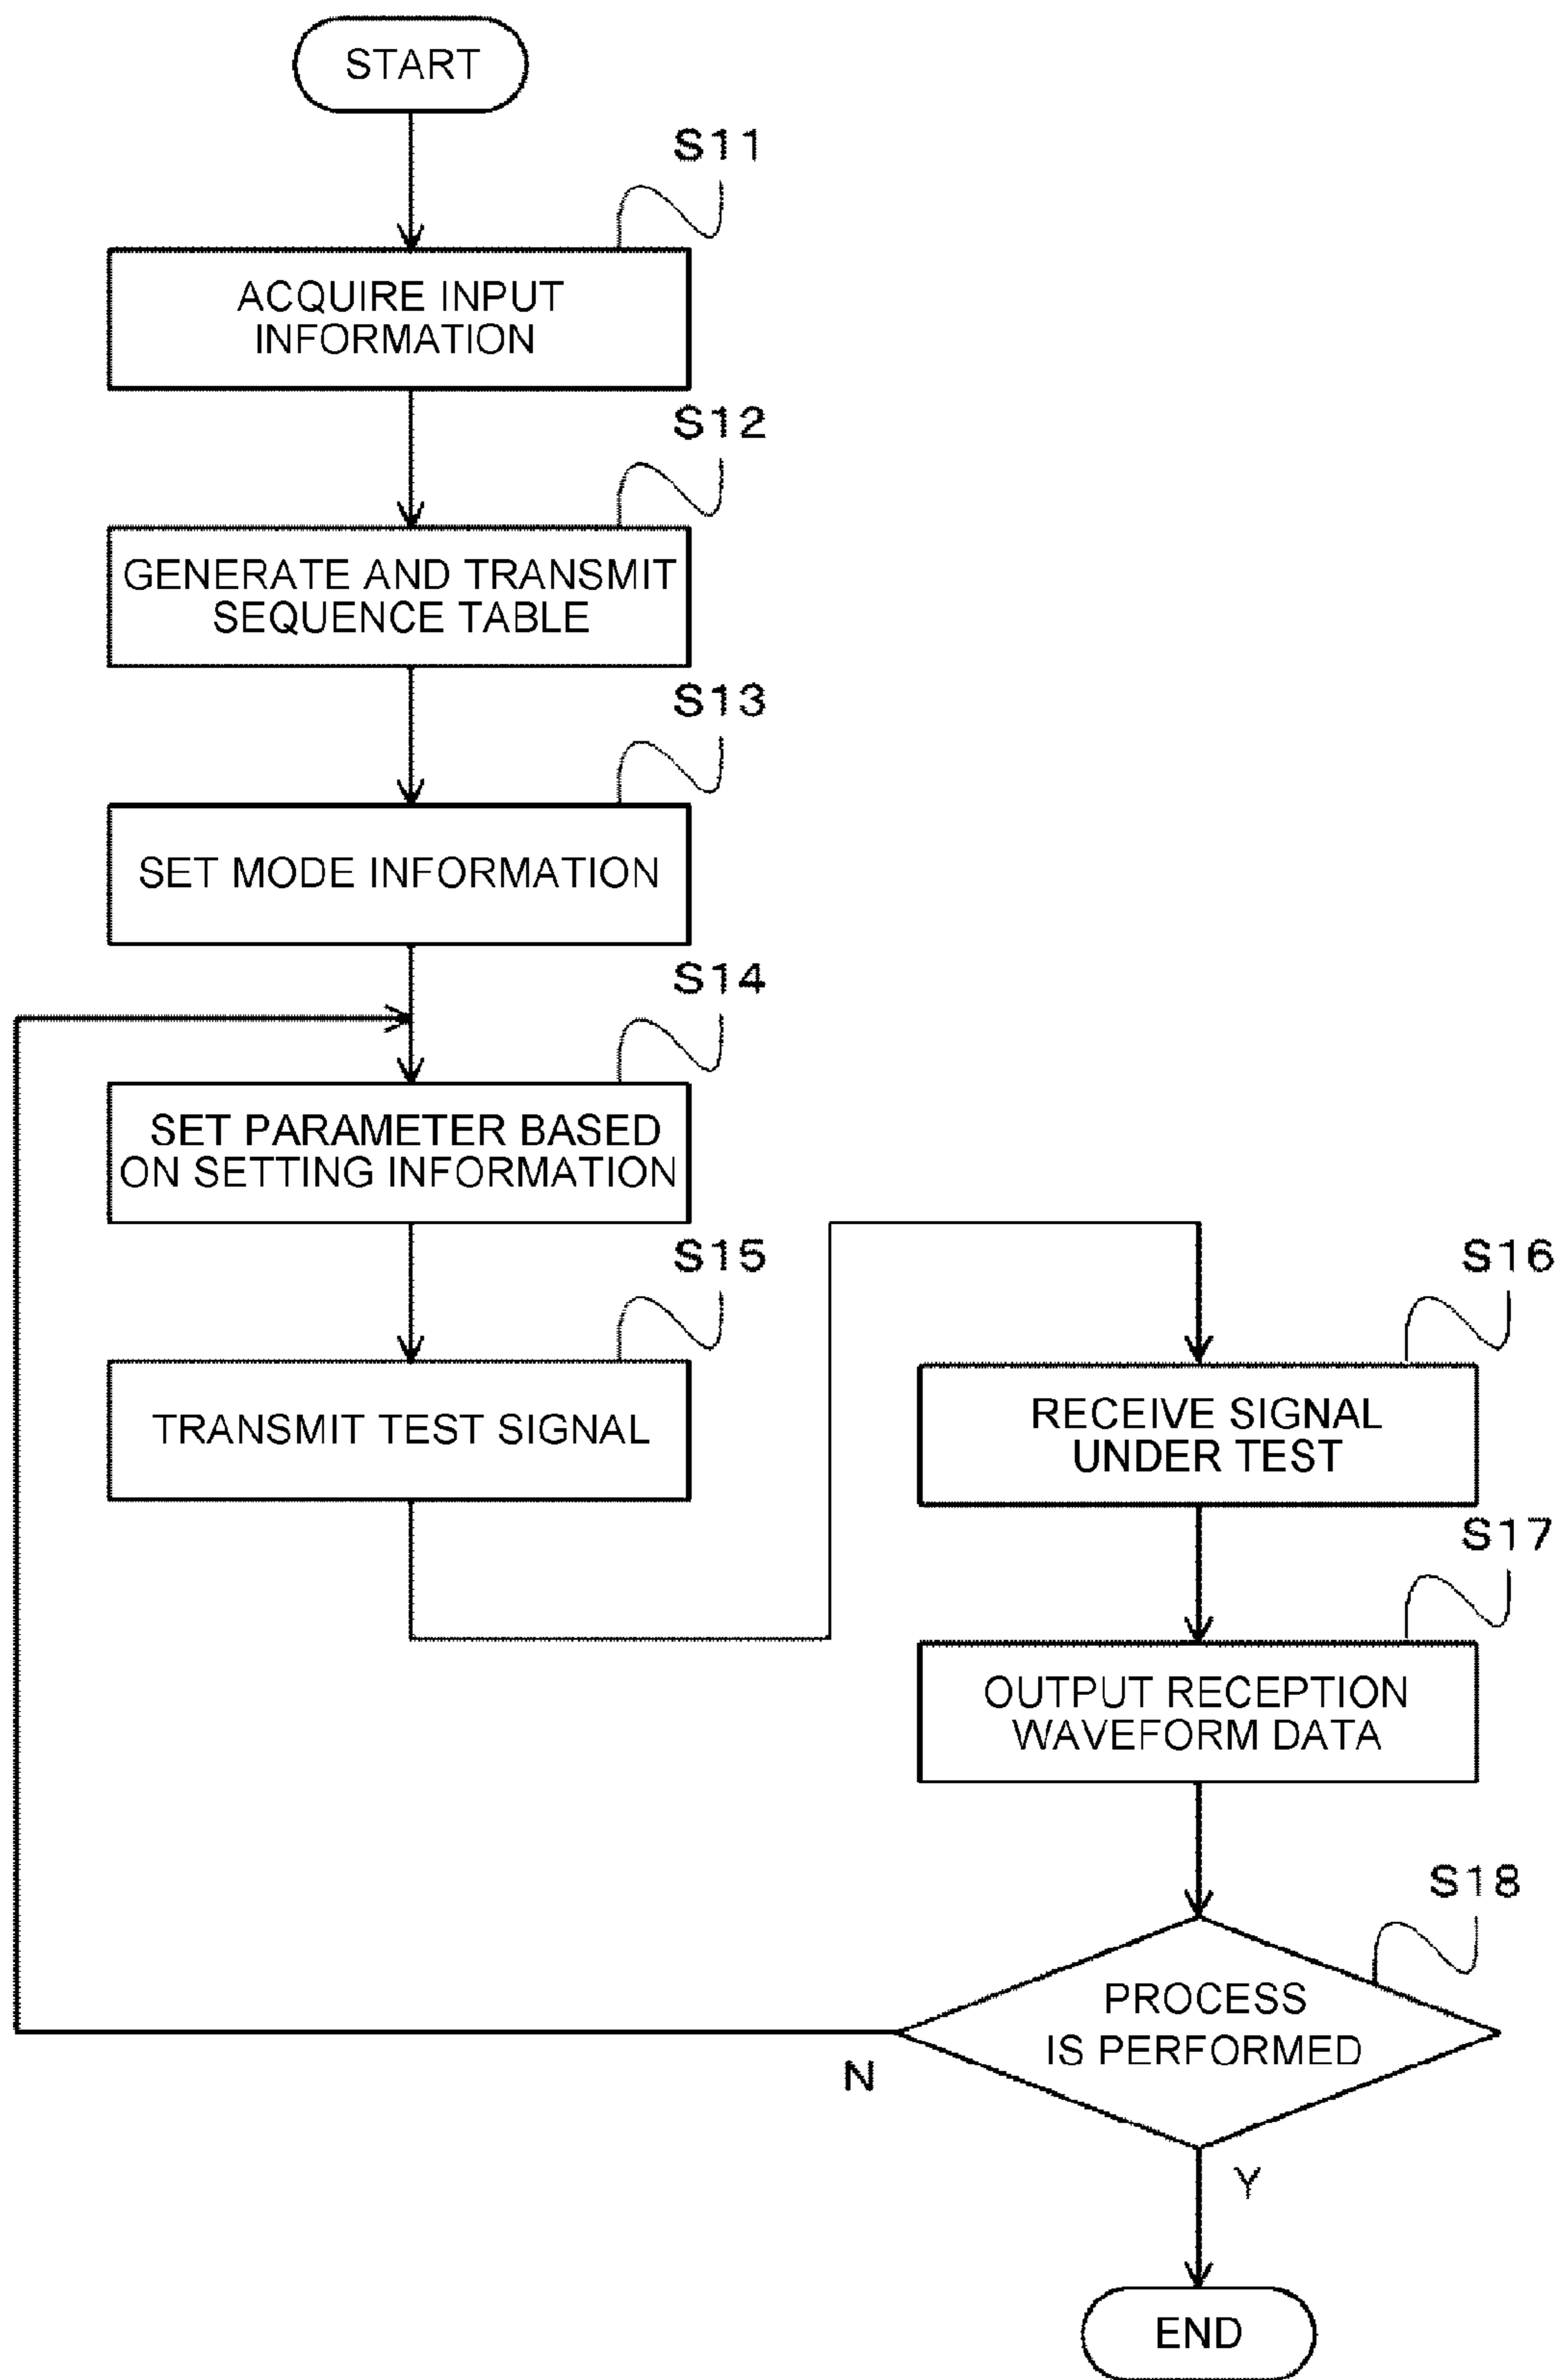 START
S11
ACQUIRE INPUT
INFORMATION
S12
GENERATE AND TRANSMIT
SEQUENCE TABLE
S13
SET MODE INFORMATION
S14
SET PARAMETER BASED
ON SETTING INFORMATION
S15
TRANSMIT TEST SIGNAL
S16
RECEIVE SIGNAL
UNDER TEST
S17
OUTPUT RECEPTION
WAVEFORM DATA
S18
PROCESS
IS PERFORMED
N
Y
END